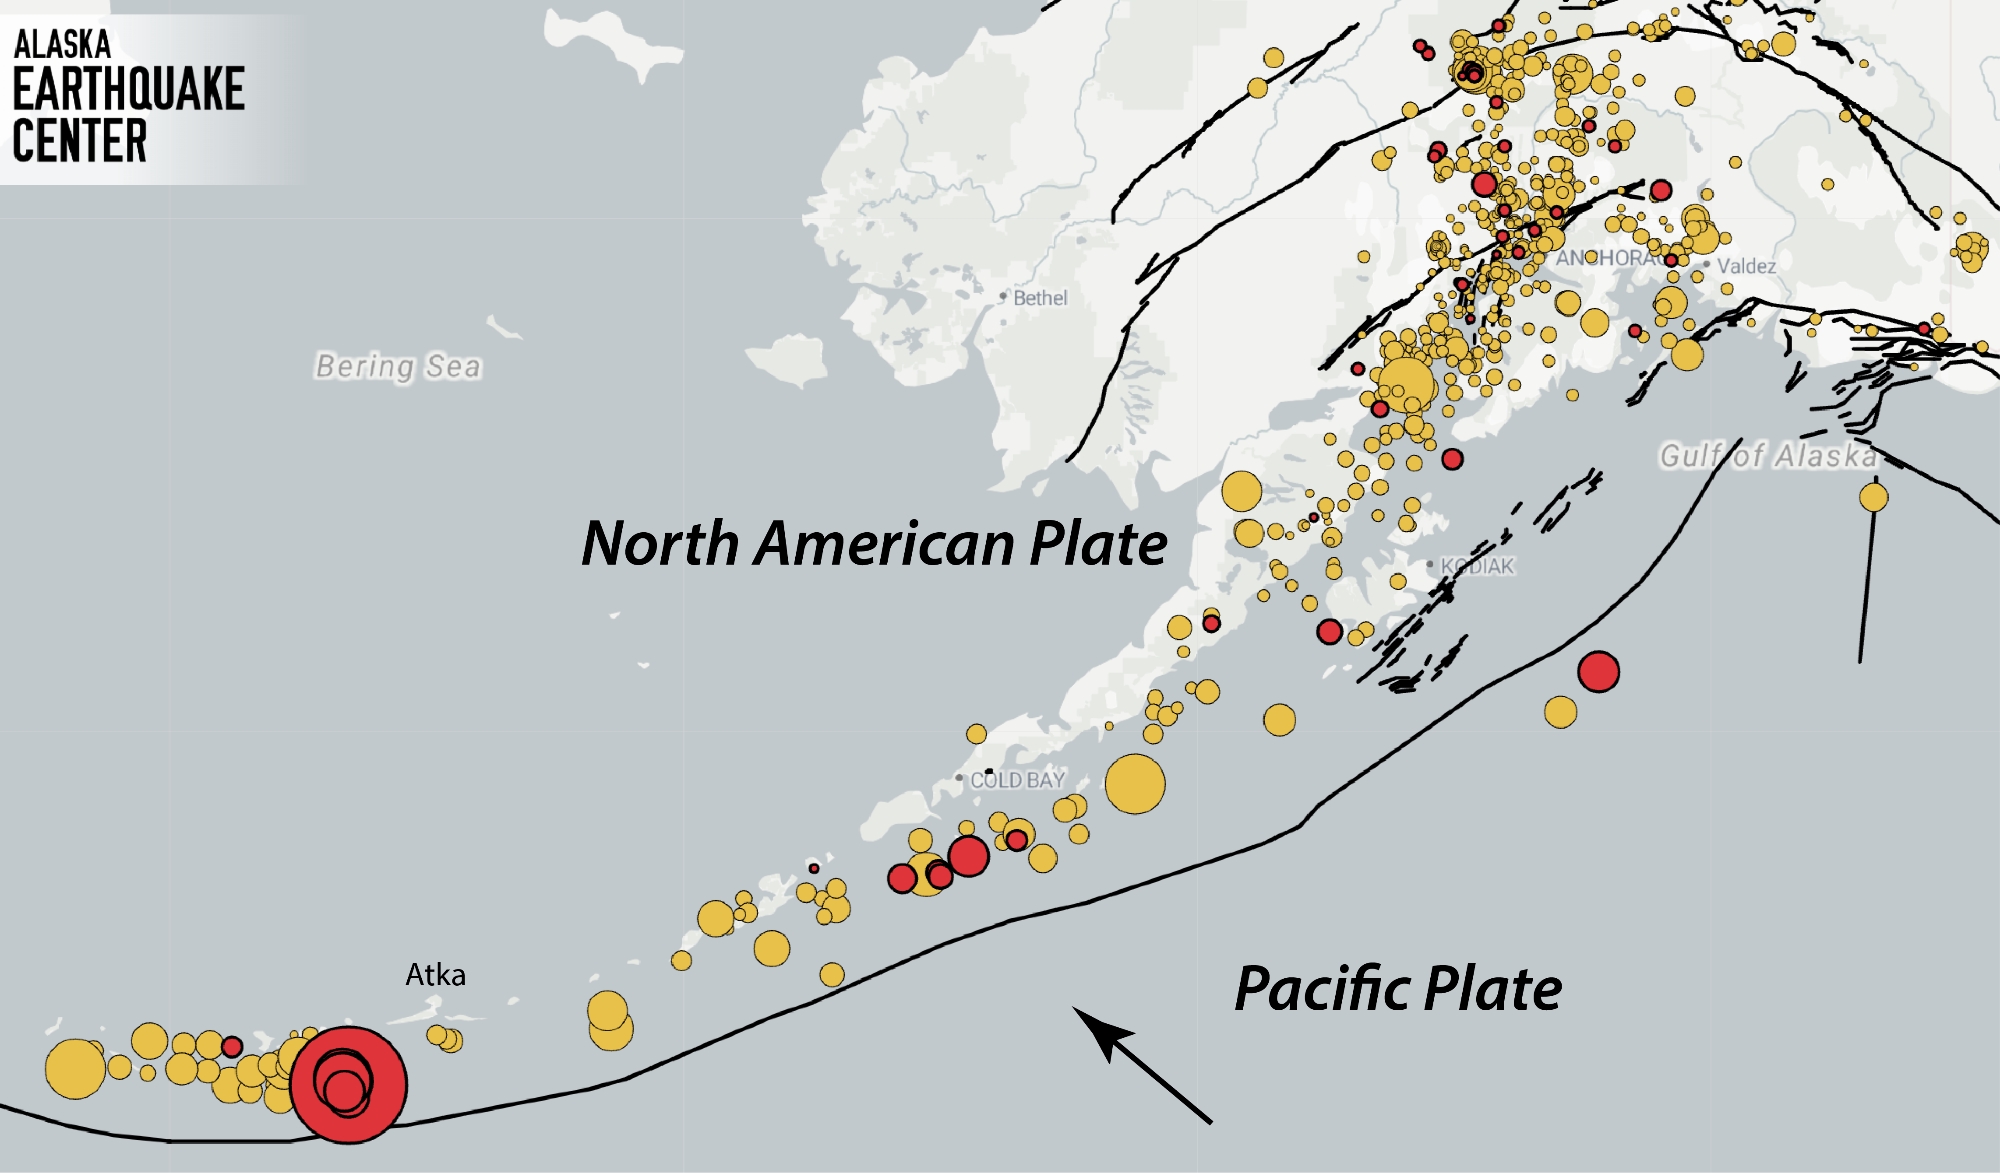 ALASKA
EARTHQUAKE
CENTER
ANCHORAG
Valdez
Bethel
Bering Sea
Gulf of Alaska
North American Plate
KODIAK
COLD BAY
Atka
Pacific Plate